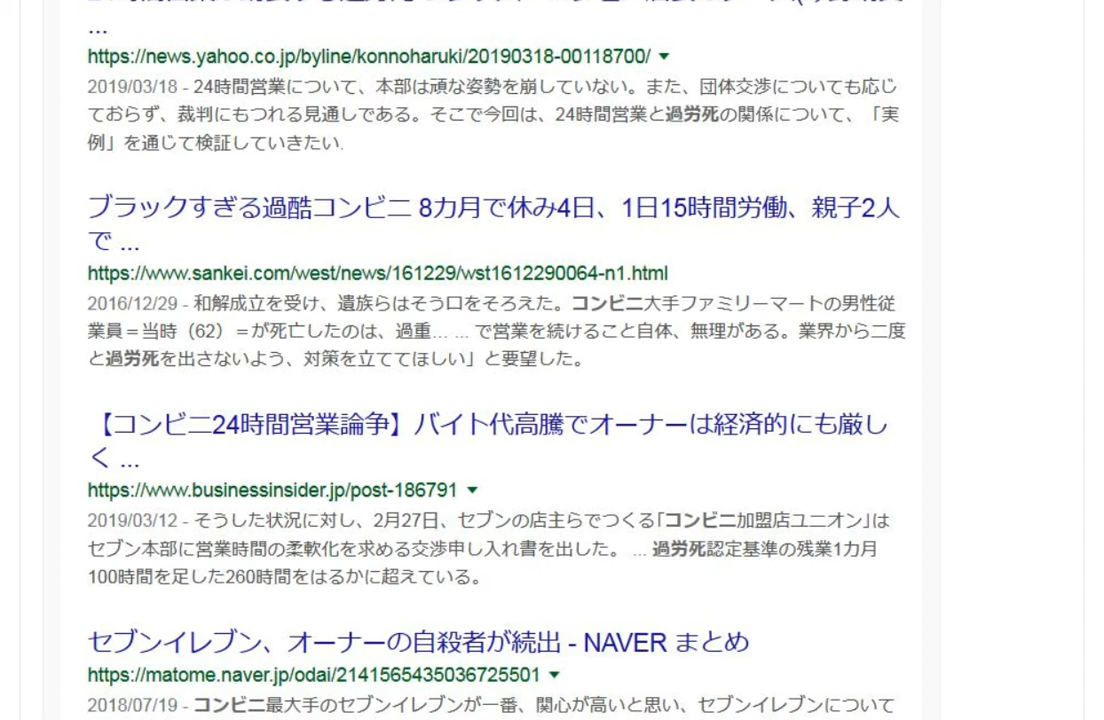 ...
https://news.yahoo.co.jp/byline/konnoharuki/20190318-00118700/
2019/03/18 - 24時間営業について、本部は頑な姿勢を崩していない。また、団体交渉についても応じ
ておらず、裁判にもつれる見通しである。そこで今回は、24時間営業と過労死の関係について、「実
例」を通じて検証していきたい.
ブラックすぎる過酷コンビニ 8カ月で休み4日、1日15時間労働、親子2人
で ...
https://www.sankei.com/west/news/161229/wst1612290064-n1.html
2016/12/29 - 和解成立を受け、遺族らはそう口をそろえた。コンビニ大手ファミリーマートの男性従
業員＝当時（62）＝が死亡したのは、過重... ... で営業を続けること自体、無理がある。業界から二度
と過労死を出さないよう、対策を立ててほしい」と要望した。
【コンビニ24時間営業論争】バイト代高騰でオーナーは経済的にも厳し
く ...
https://www.businessinsider.jp/post-186791
2019/03/12 - そうした状況に対し、2月27日、セブンの店主らでつくる｢コンビニ加盟店ユニオン｣は
セブン本部に営業時間の柔軟化を求める交渉申し入れ書を出した。 ... 過労死認定基準の残業1カ月
100時間を足した260時間をはるかに超えている。
セブンイレブン、オーナーの自殺者が続出 - NAVER まとめ
https://matome.naver.jp/odai/2141565435036725501
2018/07/19 - コンビニ最大手のセブンイレブンが一番、関心が高いと思い、セブンイレブンについて